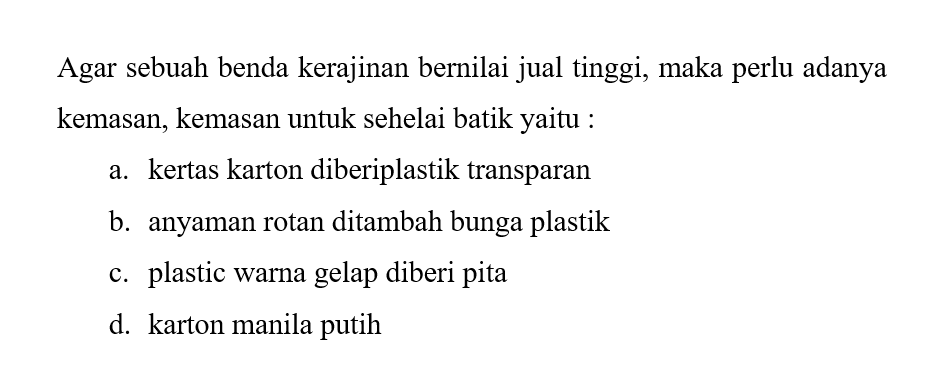 Agar sebuah benda kerajinan bernilai jual tinggi, maka perlu adanya
kemasan, kemasan untuk sehelai batik yaitu :
a. kertas karton diberiplastik transparan
b. anyaman rotan ditambah bunga plastik
c. plastic warna gelap diberi pita
d. karton manila putih